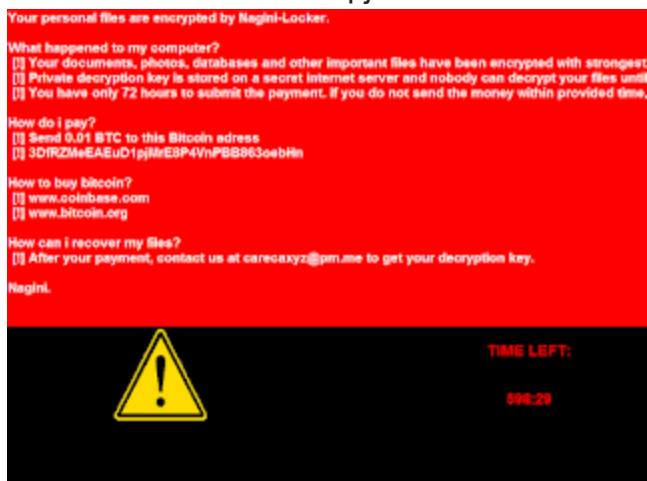 Your personal files are encrypted by Nagini-Locker.
What happened to my computer?
[!] Your documents, photos, databases and other important files have been encrypted with strongest
[!] Private decryption key is stored on a secret Internet server and nobody can decrypt your files until
[!] You have only 72 hours to submit the payment. If you do not send the money within provided time,
How do i pay?
[!] Send 0.01 BTC to this Bitcoin adress
[!]
How to buy bitcoin?
[!] www.coinbase.com
[!] www.bitcoin.org
How can i recover my files?
[!] After your payment, contact us at carecaxyz@pm.me to get your decryption key.
Nagini.
TIME LEFT:
598:29